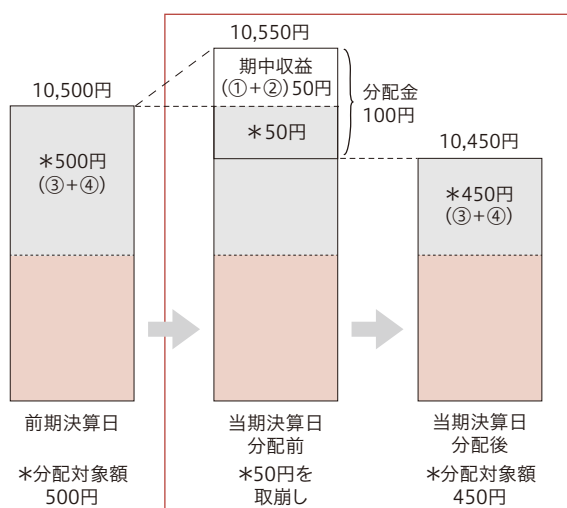 10,550円
期中収益
(①+②)50円
分配金
100円
10,500円
＊50円
10,450円
＊500円
(③+④)
＊450円
(③+④)
前期決算日
当期決算日
分配前
当期決算日
分配後
＊分配対象額
500円
＊50円を
取崩し
＊分配対象額
450円